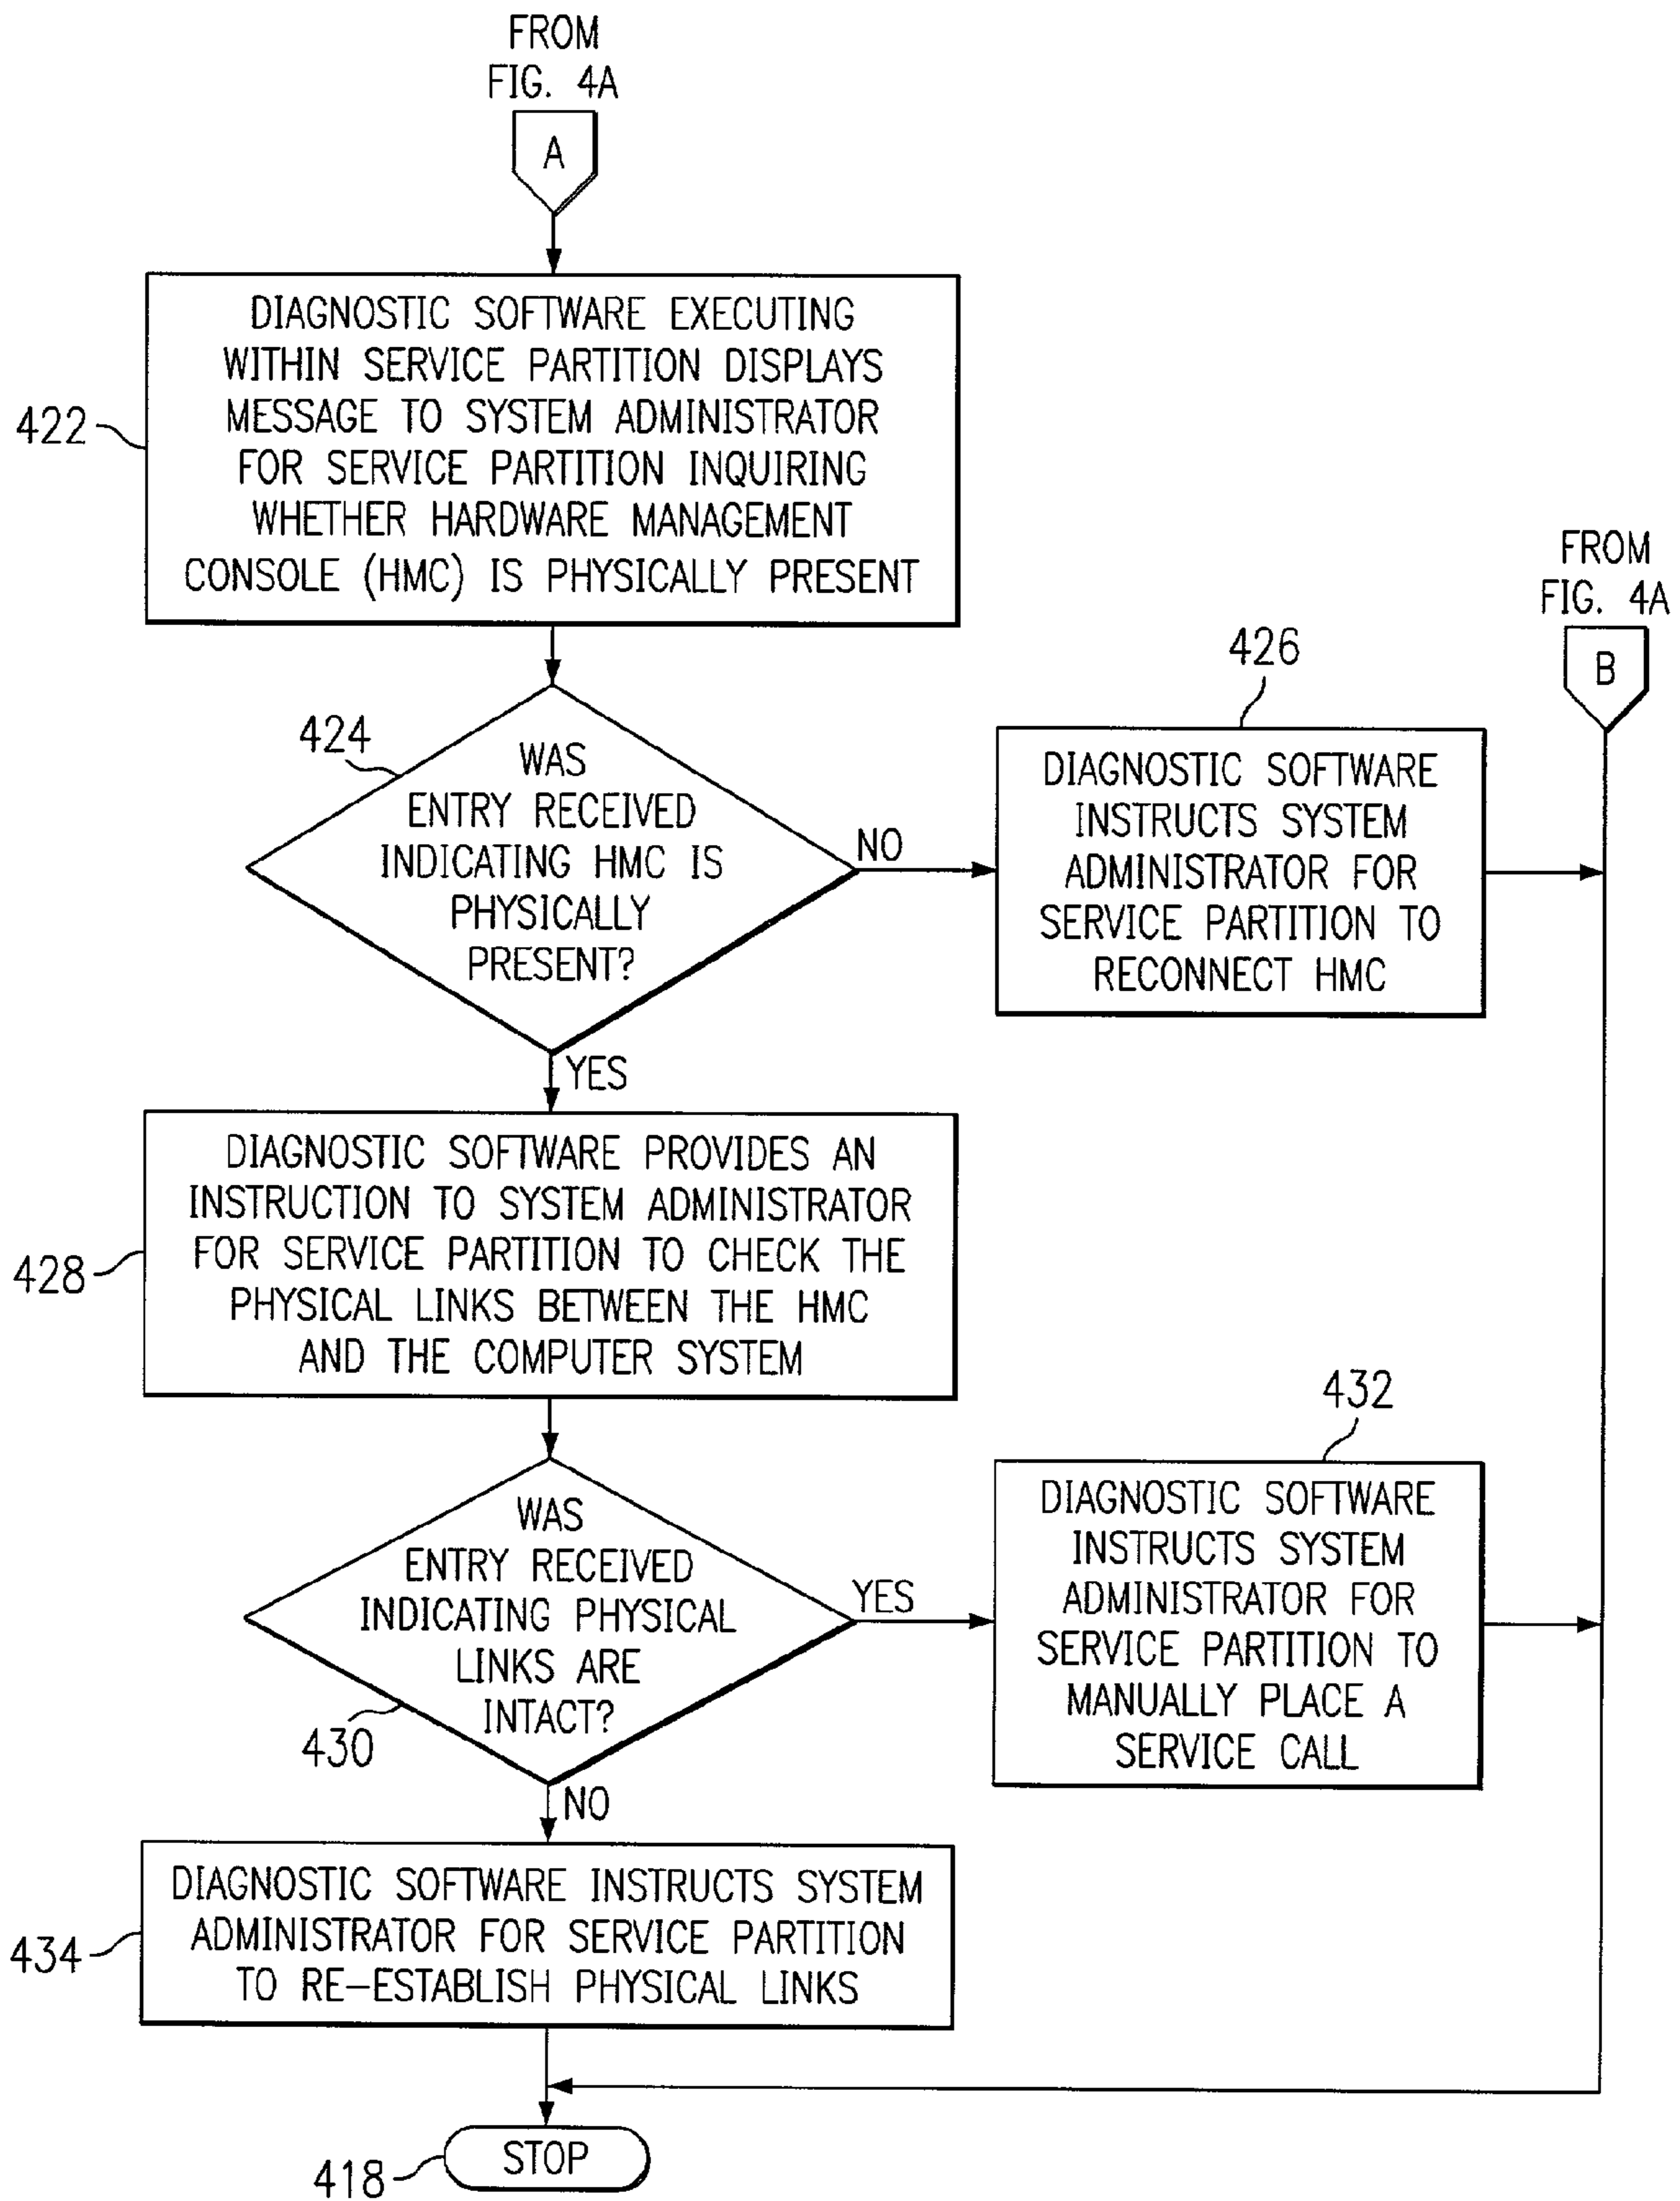 FROM
FIG. 4A
A
DIAGNOSTIC SOFTWARE EXECUTING
WITHIN SERVICE PARTITION DISPLAYS
MESSAGE TO SYSTEM ADMINISTRATOR
FOR SERVICE PARTITION INQUIRING
WHETHER HARDWARE MANAGEMENT
CONSOLE (HMC) IS PHYSICALLY PRESENT
422
FROM
FIG. 4A
B
424
WAS
ENTRY RECEIVED
INDICATING HMC IS
PHYSICALLY
PRESENT?
NO
426
DIAGNOSTIC SOFTWARE
INSTRUCTS SYSTEM
ADMINISTRATOR FOR
SERVICE PARTITION TO
RECONNECT HMC
YES
DIAGNOSTIC SOFTWARE PROVIDES AN
INSTRUCTION TO SYSTEM ADMINISTRATOR
FOR SERVICE PARTITION TO CHECK THE
PHYSICAL LINKS BETWEEN THE HMC
AND THE COMPUTER SYSTEM
428
WAS
ENTRY RECEIVED
INDICATING PHYSICAL
LINKS ARE
INTACT?
430
YES
432
DIAGNOSTIC SOFTWARE
INSTRUCTS SYSTEM
ADMINISTRATOR FOR
SERVICE PARTITION TO
MANUALLY PLACE A
SERVICE CALL
NO
DIAGNOSTIC SOFTWARE INSTRUCTS SYSTEM
ADMINISTRATOR FOR SERVICE PARTITION
TO RE-ESTABLISH PHYSICAL LINKS
434
STOP
418